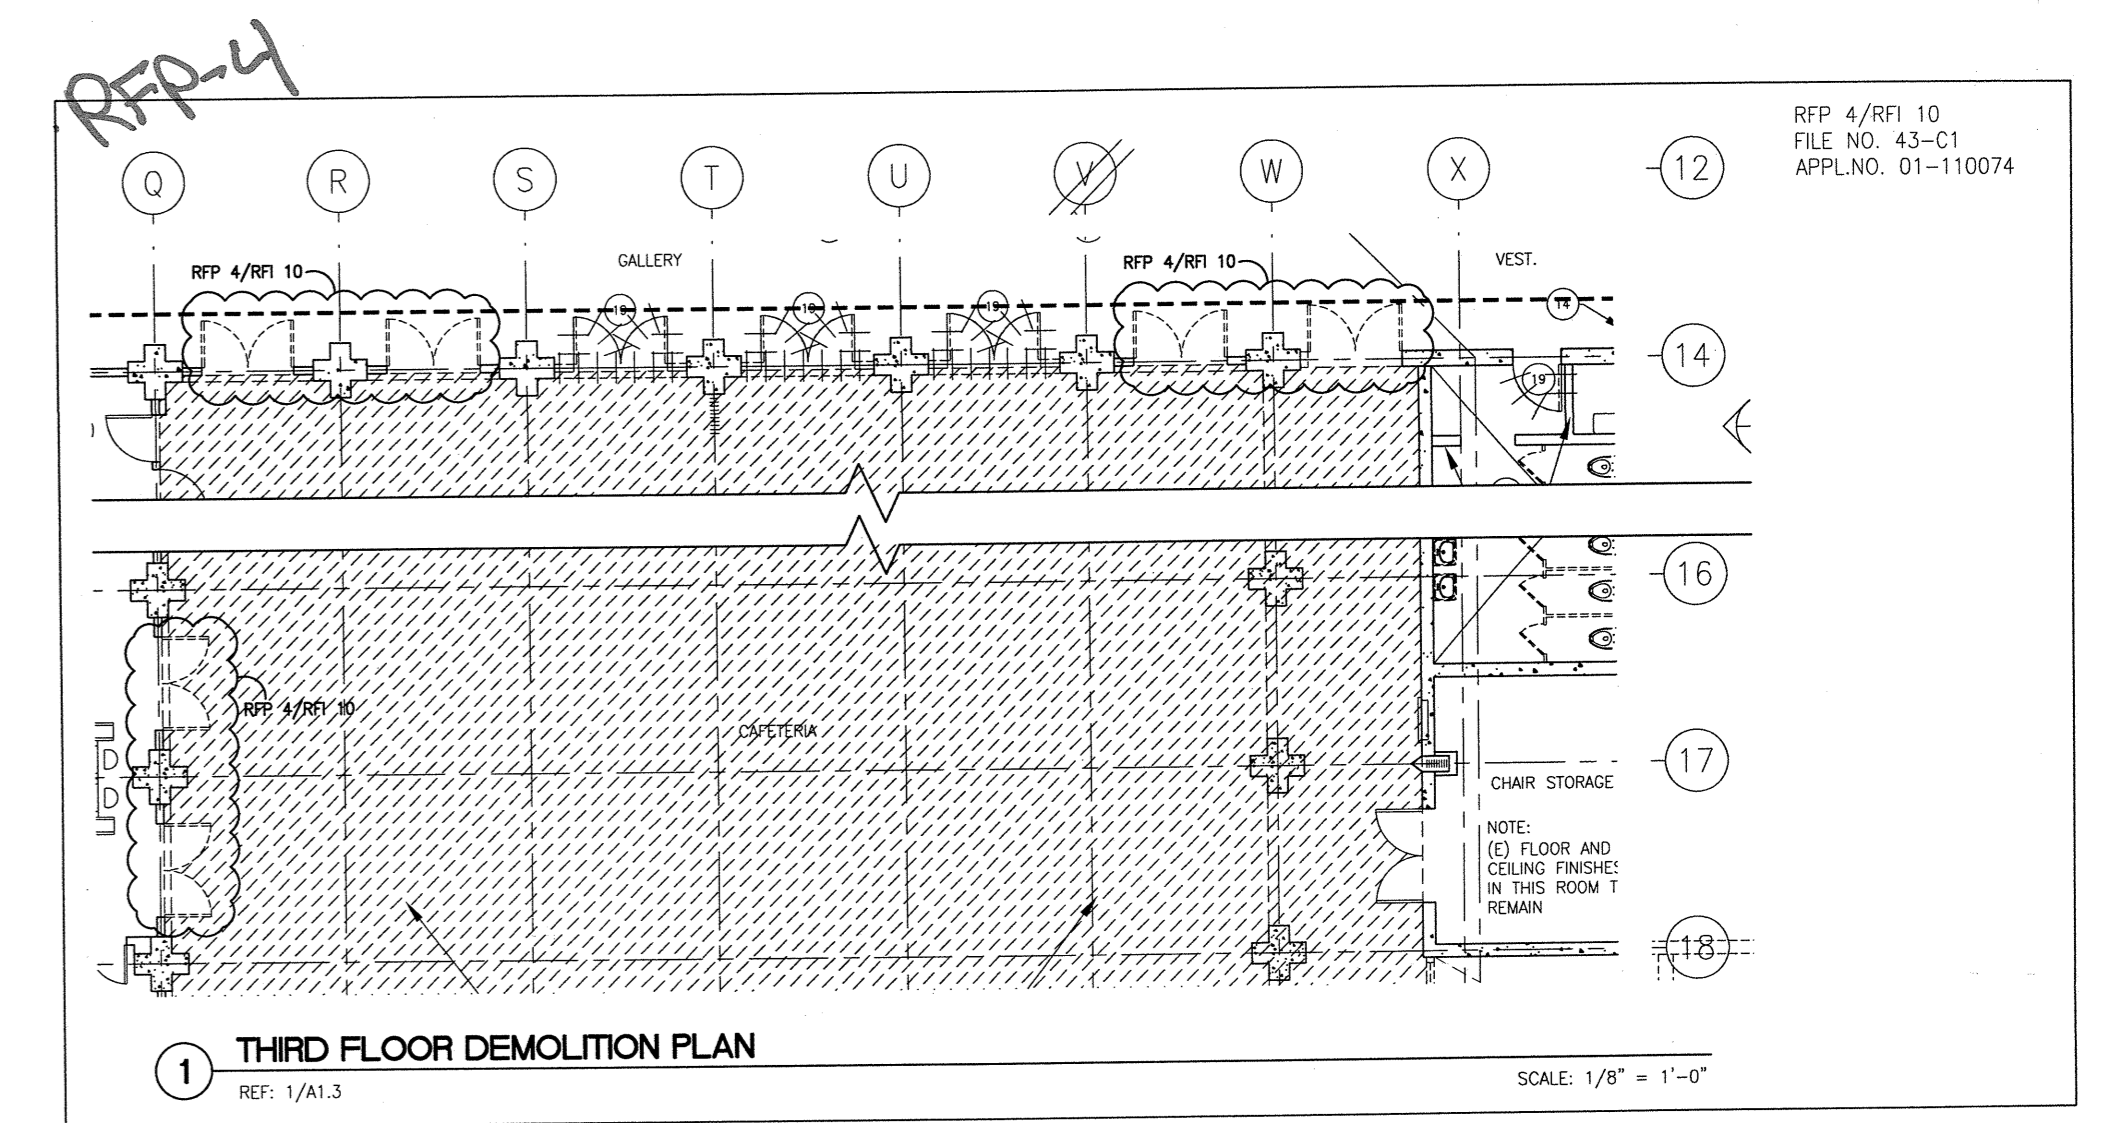 RFP-4
RFP 4/RFI 10
FILE NO. 43-C1
APPL.NO. 01-110074
Q R S T U V W X 12
GALLERY
VEST.
RFP 4/RFI 10
RFP 4/RFI 10
19 19 19
14
14
19
16
RFP 4/RFI 10
CAFETERIA
17
CHAIR STORAGE
NOTE:
(E) FLOOR AND
CEILING FINISHES
IN THIS ROOM T
REMAIN
18
1 THIRD FLOOR DEMOLITION PLAN
REF: 1/A1.3
SCALE: 1/8" = 1'-0"